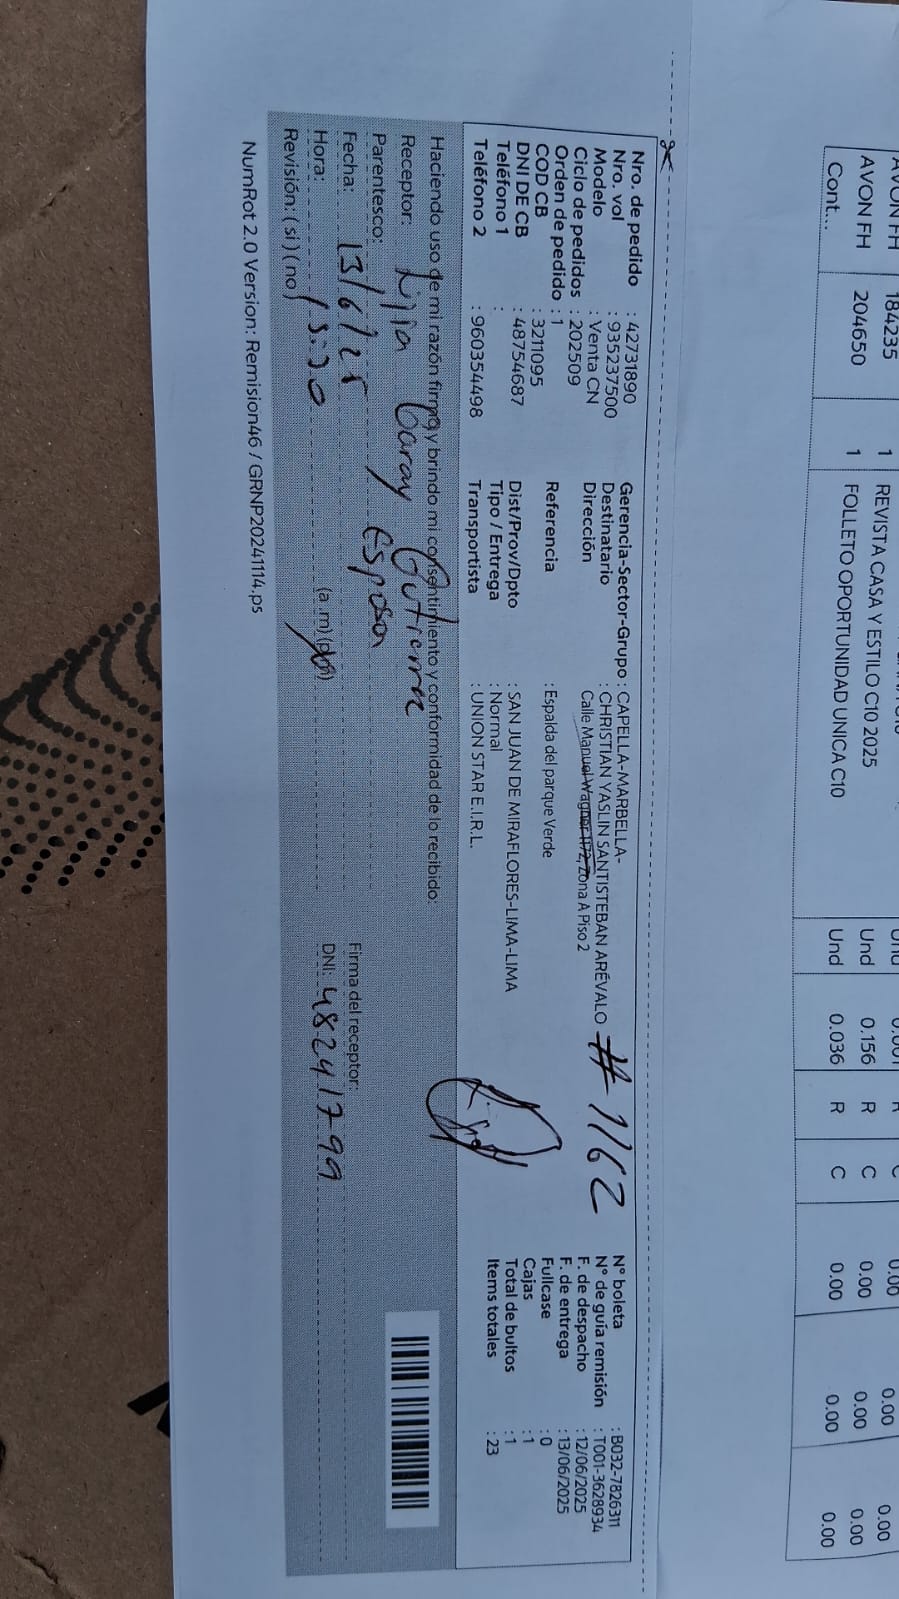 184235 1 REVISTA CASA Y ESTILO C10 2025 Und 0.156 R C 0.00 0.00 0.00
AVON FH 204650 1 FOLLETO OPORTUNIDAD UNICA C10 Und 0.036 R C 0.00 0.00 0.00
Cont...
Nro. de pedido : 42731890
Nro. vol : 935237500
Modelo : Venta CN
Ciclo de pedidos : 202509
Orden de pedido : 1
COD CB : 3211095
DNI DE CB : 48754687
Teléfono 1 :
Teléfono 2 : 960354498
Gerencia-Sector-Grupo : CAPELLA-MARBELLA-
Destinatario : CHRISTIAN YASLIN SANTISTEBAN ARÉVALO
Dirección Calle Manuel Wagner 1172, Zona A Piso 2
# 1162
Referencia : Espalda del parque Verde
Dist/Prov/Dpto : SAN JUAN DE MIRAFLORES-LIMA-LIMA
Tipo / Entrega : Normal
Transportista : UNION STAR E.I.R.L.
N° boleta : B032-7826311
N° de guía remisión : T001-3628934
F. de despacho : 12/06/2025
F. de entrega : 13/06/2025
Fullcase : 0
Cajas : 1
Total de bultos : 1
Items totales : 23
Haciendo uso de mi razón firmo y brindo mi consentimiento y conformidad de lo recibido:
Receptor: Lilia Garay Gutierrez
Parentesco: Esposa
Fecha: 13/6/25
Firma del receptor:
Hora: 15:30 (a.m) (pm)
DNI: 48241799
Revisión: ( si ) ( no )
NumRot 2.0 Version: Remision46 / GRNP20241114.ps